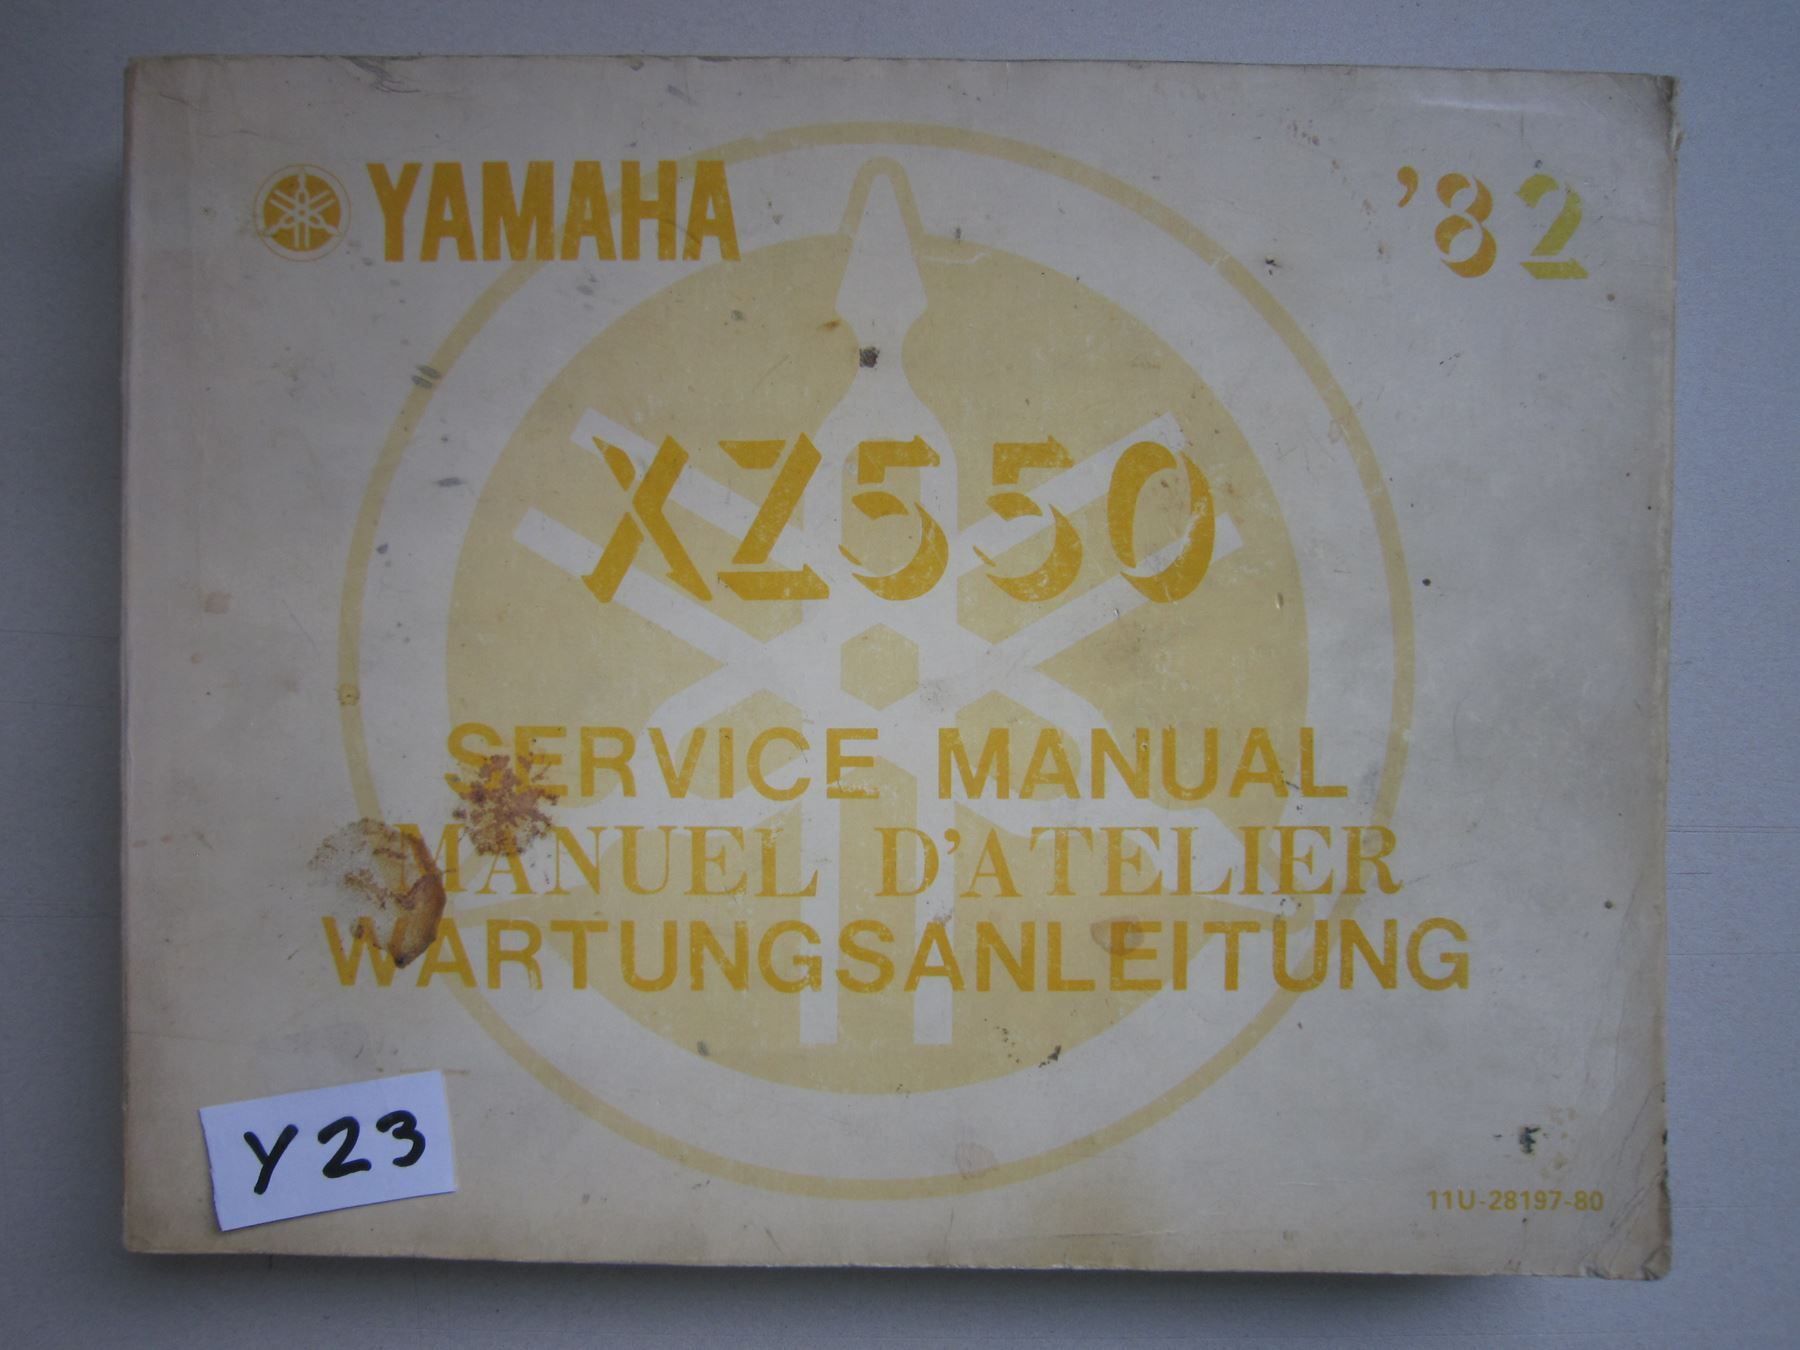 YAMAHA '82
XZ550
SERVICE MANUAL
MANUEL D'ATELIER
WARTUNGSANLEITUNG
Y23
11U-28197-80